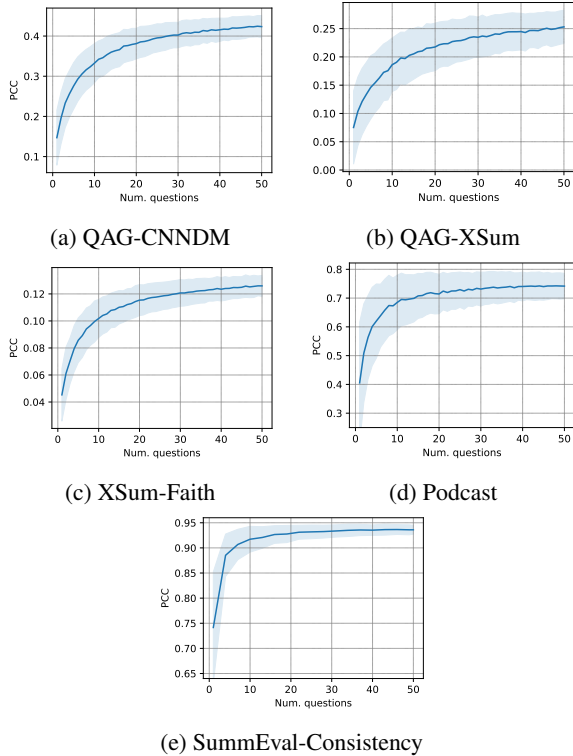 0.4
0.3
0.2
0.1
PCC
0 10 20 30 40 50
Num. questions
(a) QAG-CNNDM
0.25
0.20
0.15
0.10
0.05
0.00
PCC
0 10 20 30 40 50
Num. questions
(b) QAG-XSum
0.12
0.10
0.08
0.06
0.04
PCC
0 10 20 30 40 50
Num. questions
(c) XSum-Faith
0.8
0.7
0.6
0.5
0.4
0.3
PCC
0 10 20 30 40 50
Num. questions
(d) Podcast
0.95
0.90
0.85
0.80
0.75
0.70
0.65
PCC
0 10 20 30 40 50
Num. questions
(e) SummEval-Consistency